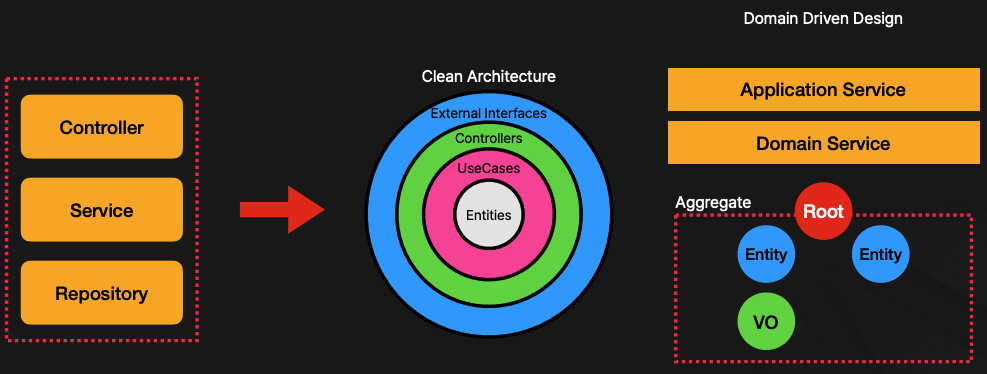 Domain Driven Design
Controller
Service
Repository
Clean Architecture
External Interfaces
Controllers
UseCases
Entities
Application Service
Domain Service
Aggregate
Root
Entity
Entity
VO